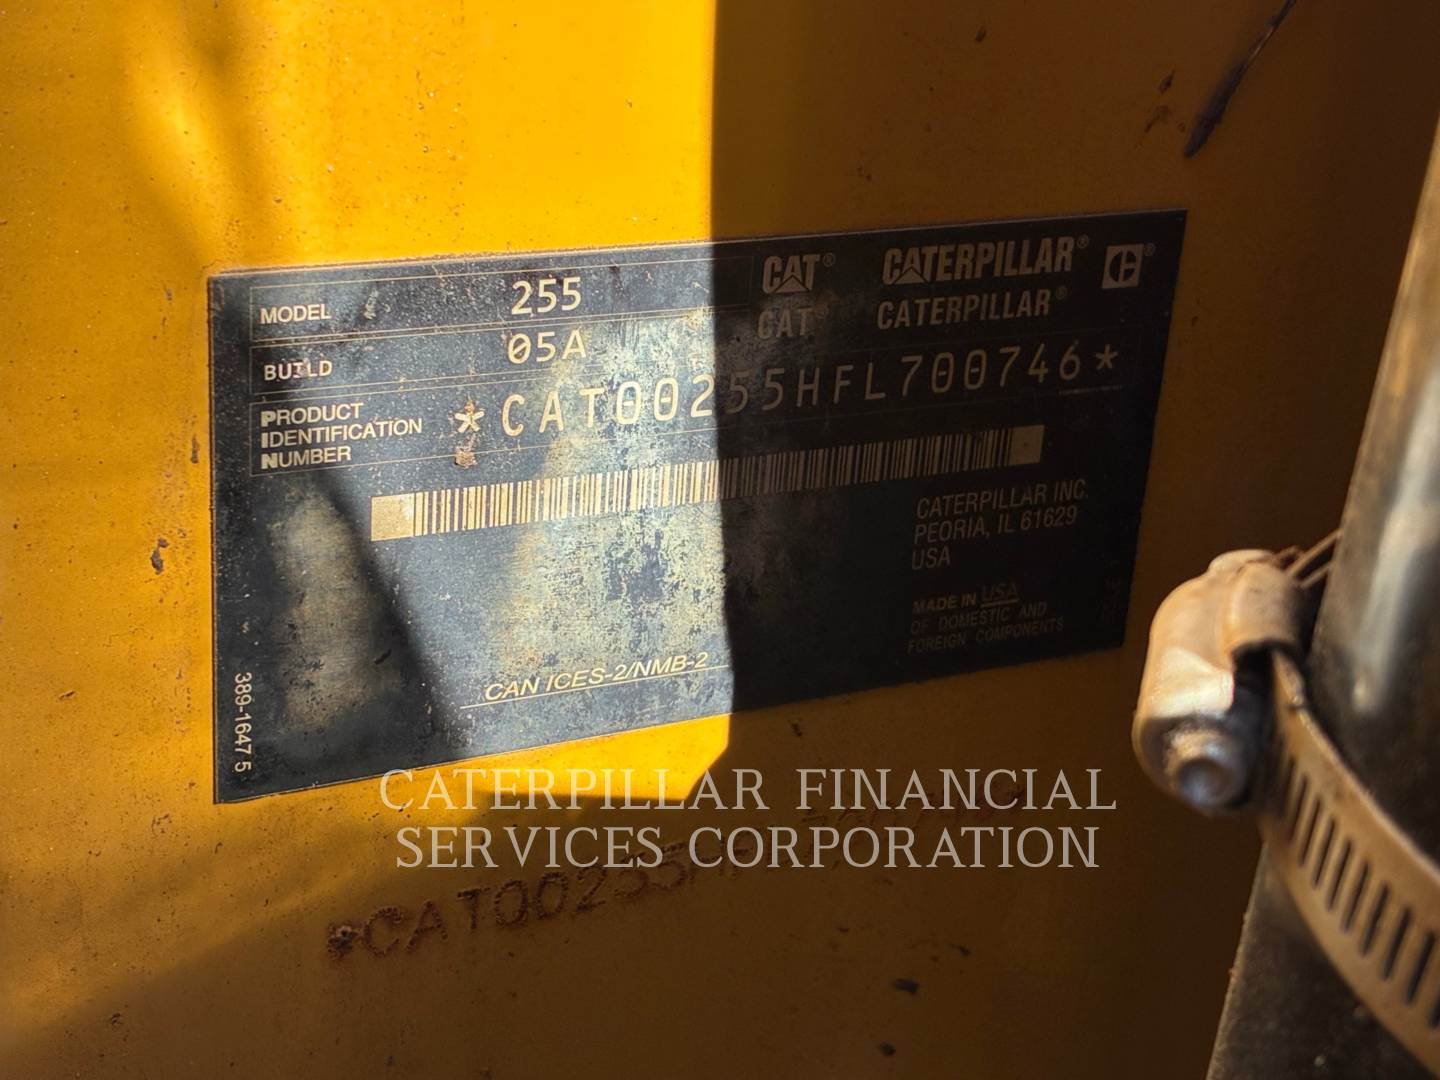 MODEL 255
CAT® CATERPILLAR®
CAT® CATERPILLAR®
BUILD 05A
PRODUCT
IDENTIFICATION
NUMBER
*CAT00255HFL700746*
CATERPILLAR INC.
PEORIA, IL 61629
USA
MADE IN USA
OF DOMESTIC AND
FOREIGN COMPONENTS
CAN ICES-2/NMB-2
389-1647 5
CATERPILLAR FINANCIAL
SERVICES CORPORATION